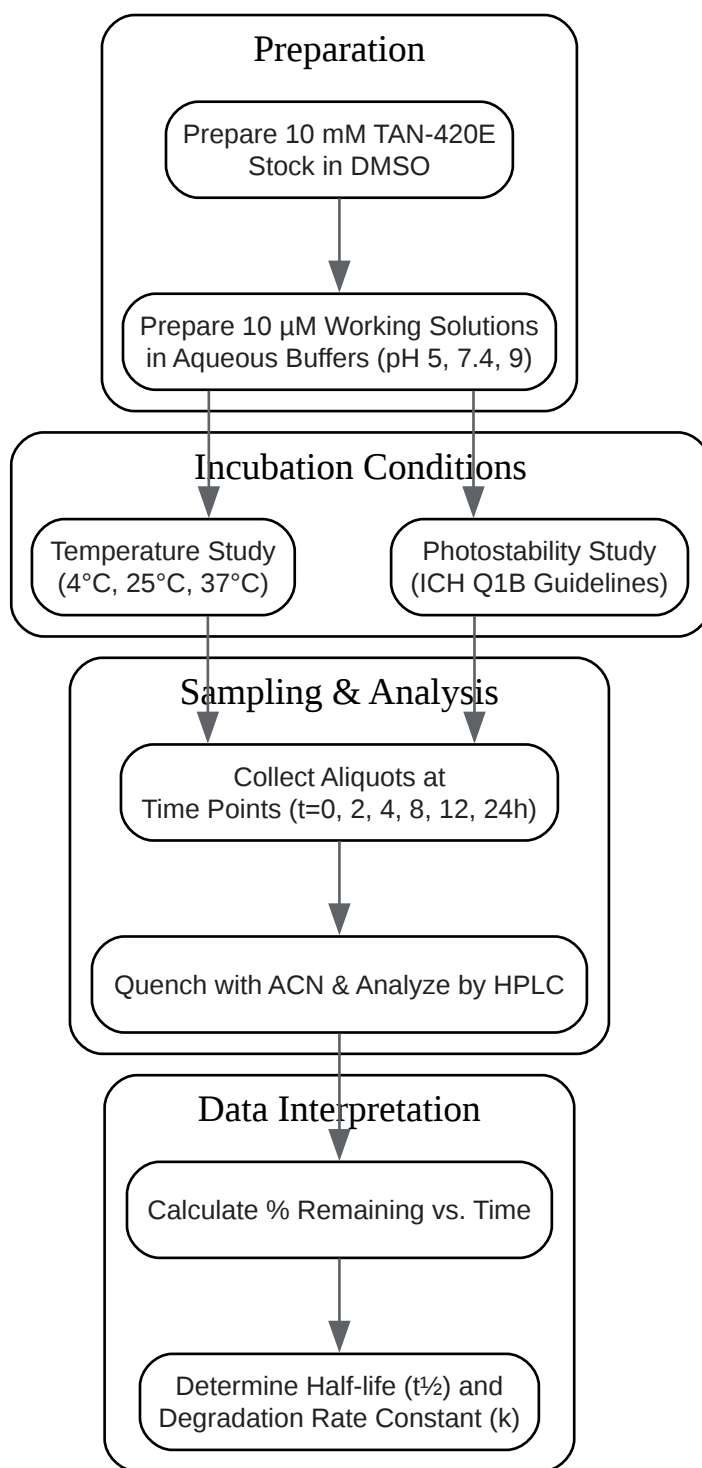 Preparation
Prepare 10 mM TAN-420E
Stock in DMSO
Prepare 10 µM Working Solutions
in Aqueous Buffers (pH 5, 7.4, 9)
Incubation Conditions
Temperature Study
(4°C, 25°C, 37°C)
Photostability Study
(ICH Q1B Guidelines)
Sampling & Analysis
Collect Aliquots at
Time Points (t=0, 2, 4, 8, 12, 24h)
Quench with ACN & Analyze by HPLC
Data Interpretation
Calculate % Remaining vs. Time
Determine Half-life (t½) and
Degradation Rate Constant (k)